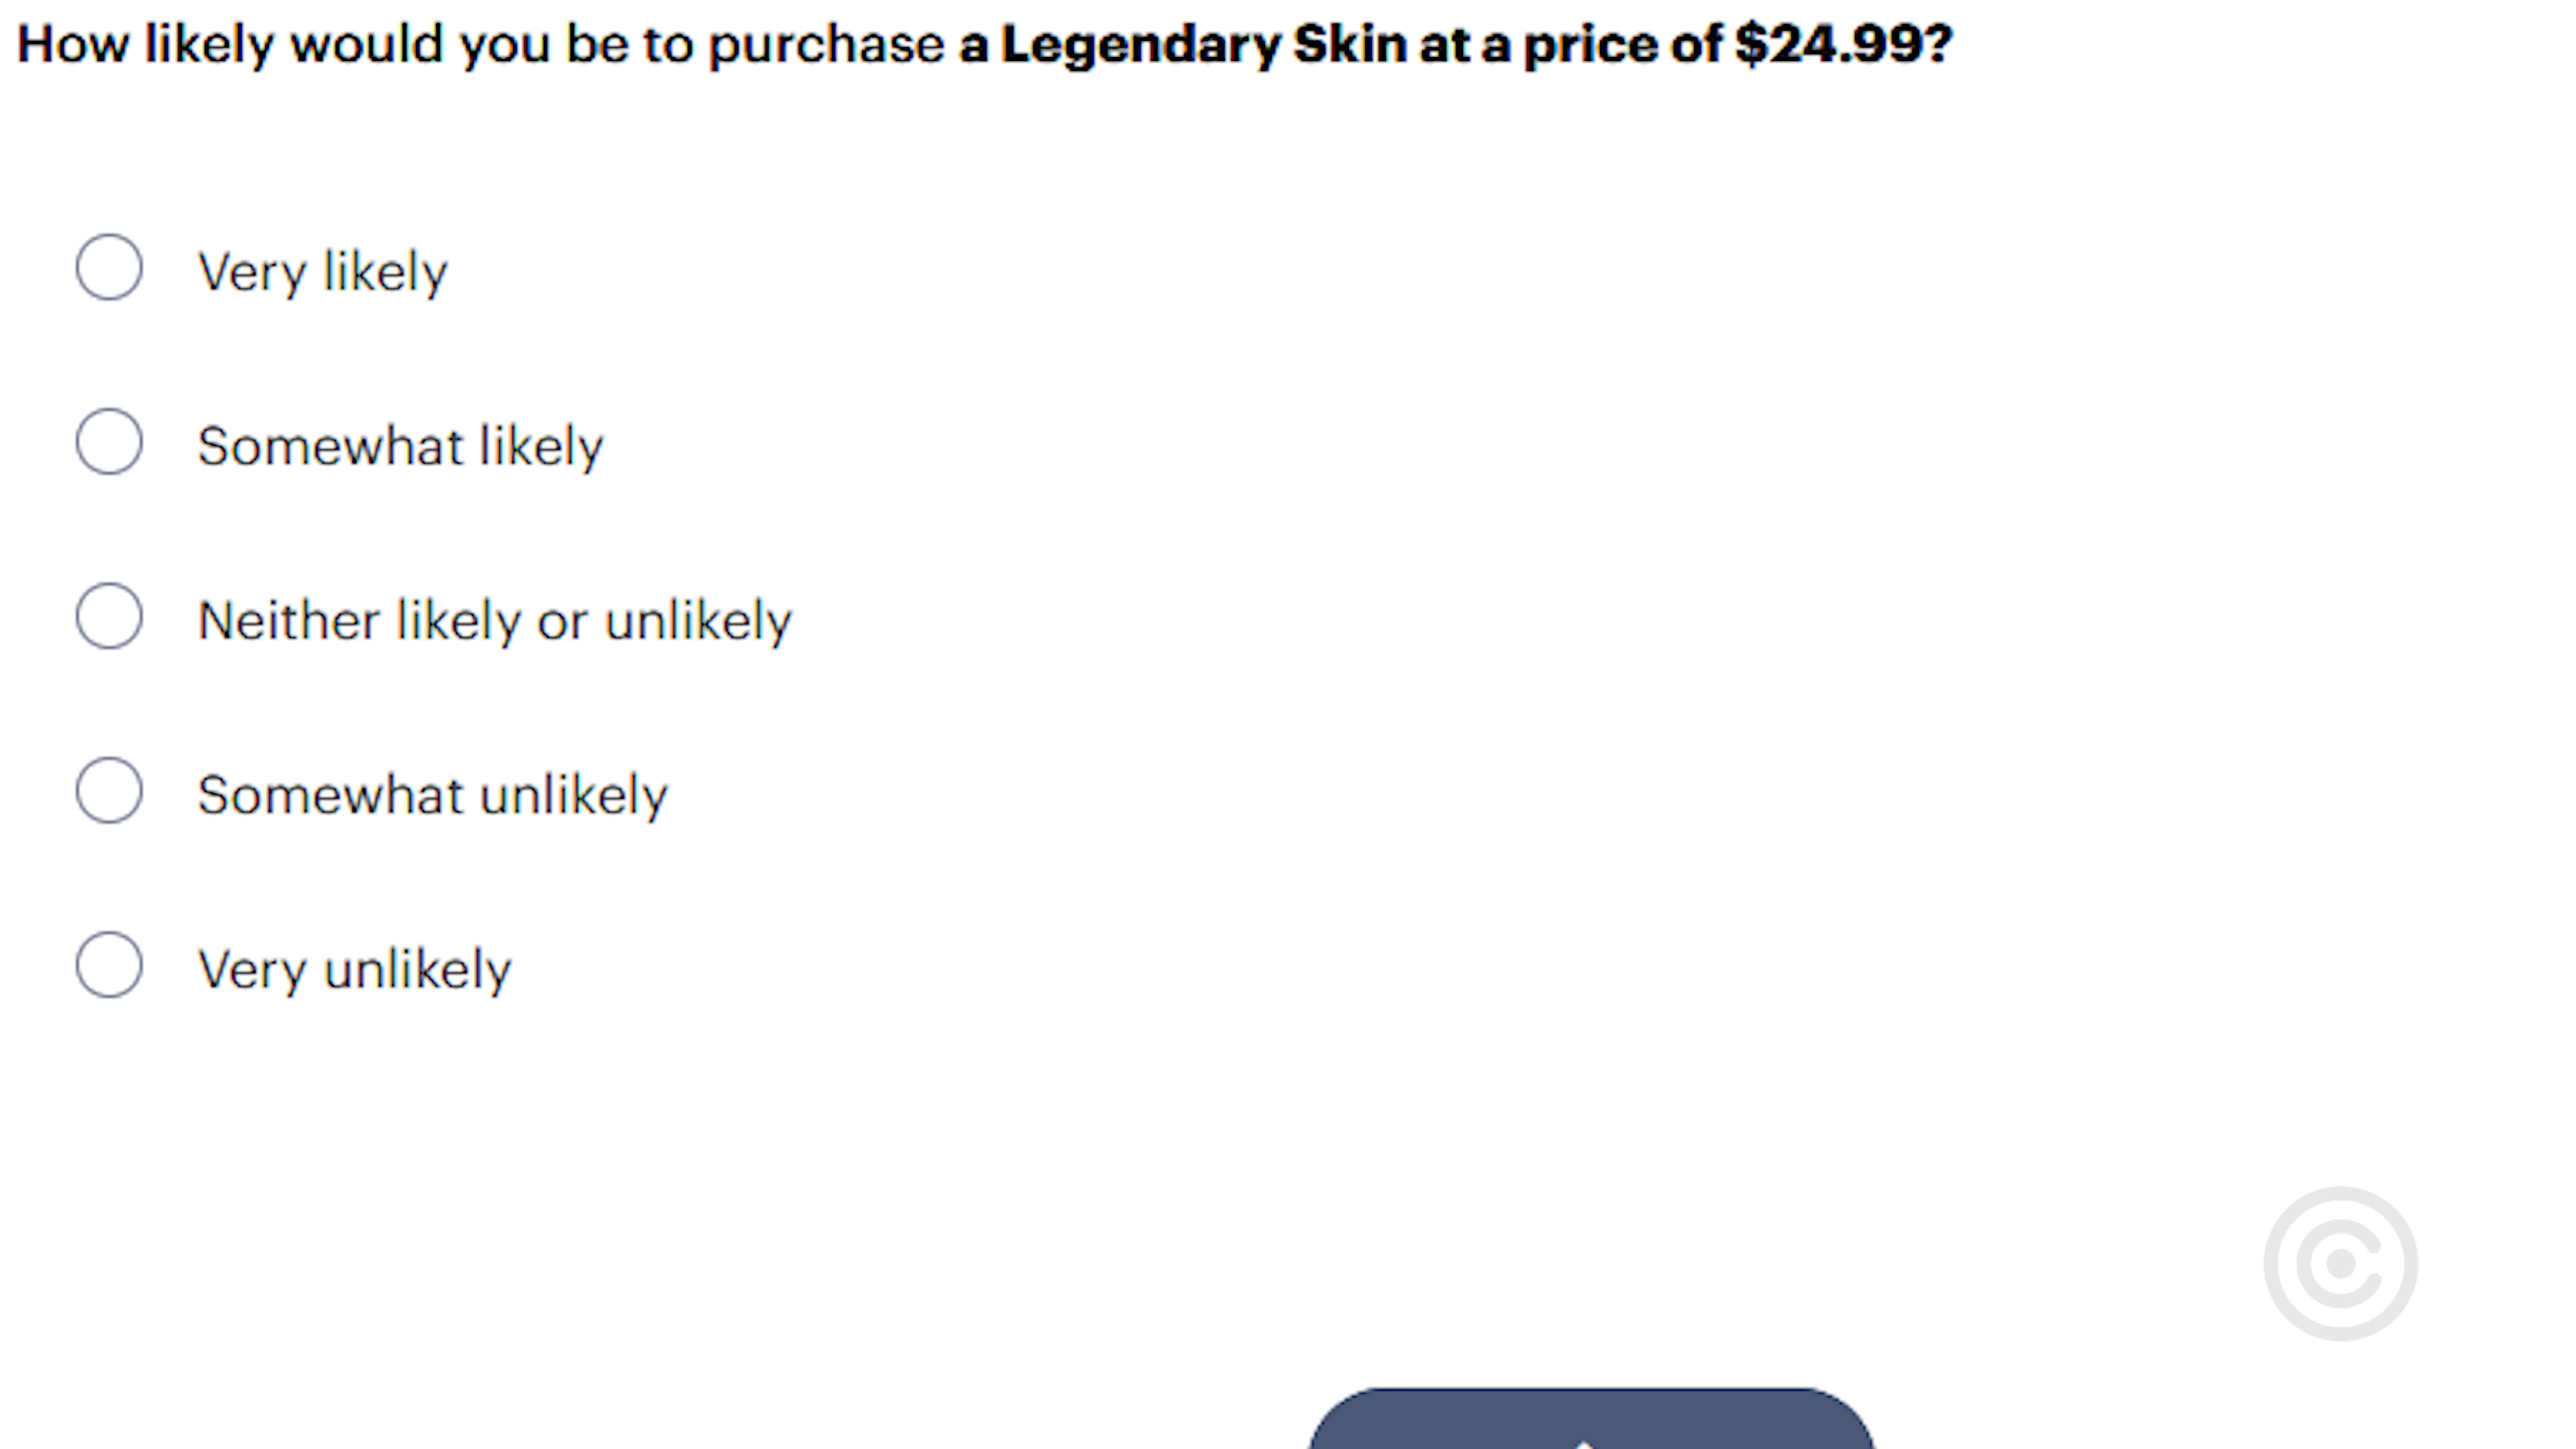 How likely would you be to purchase a Legendary Skin at a price of $24.99?
Very likely
Somewhat likely
Neither likely or unlikely
Somewhat unlikely
Very unlikely